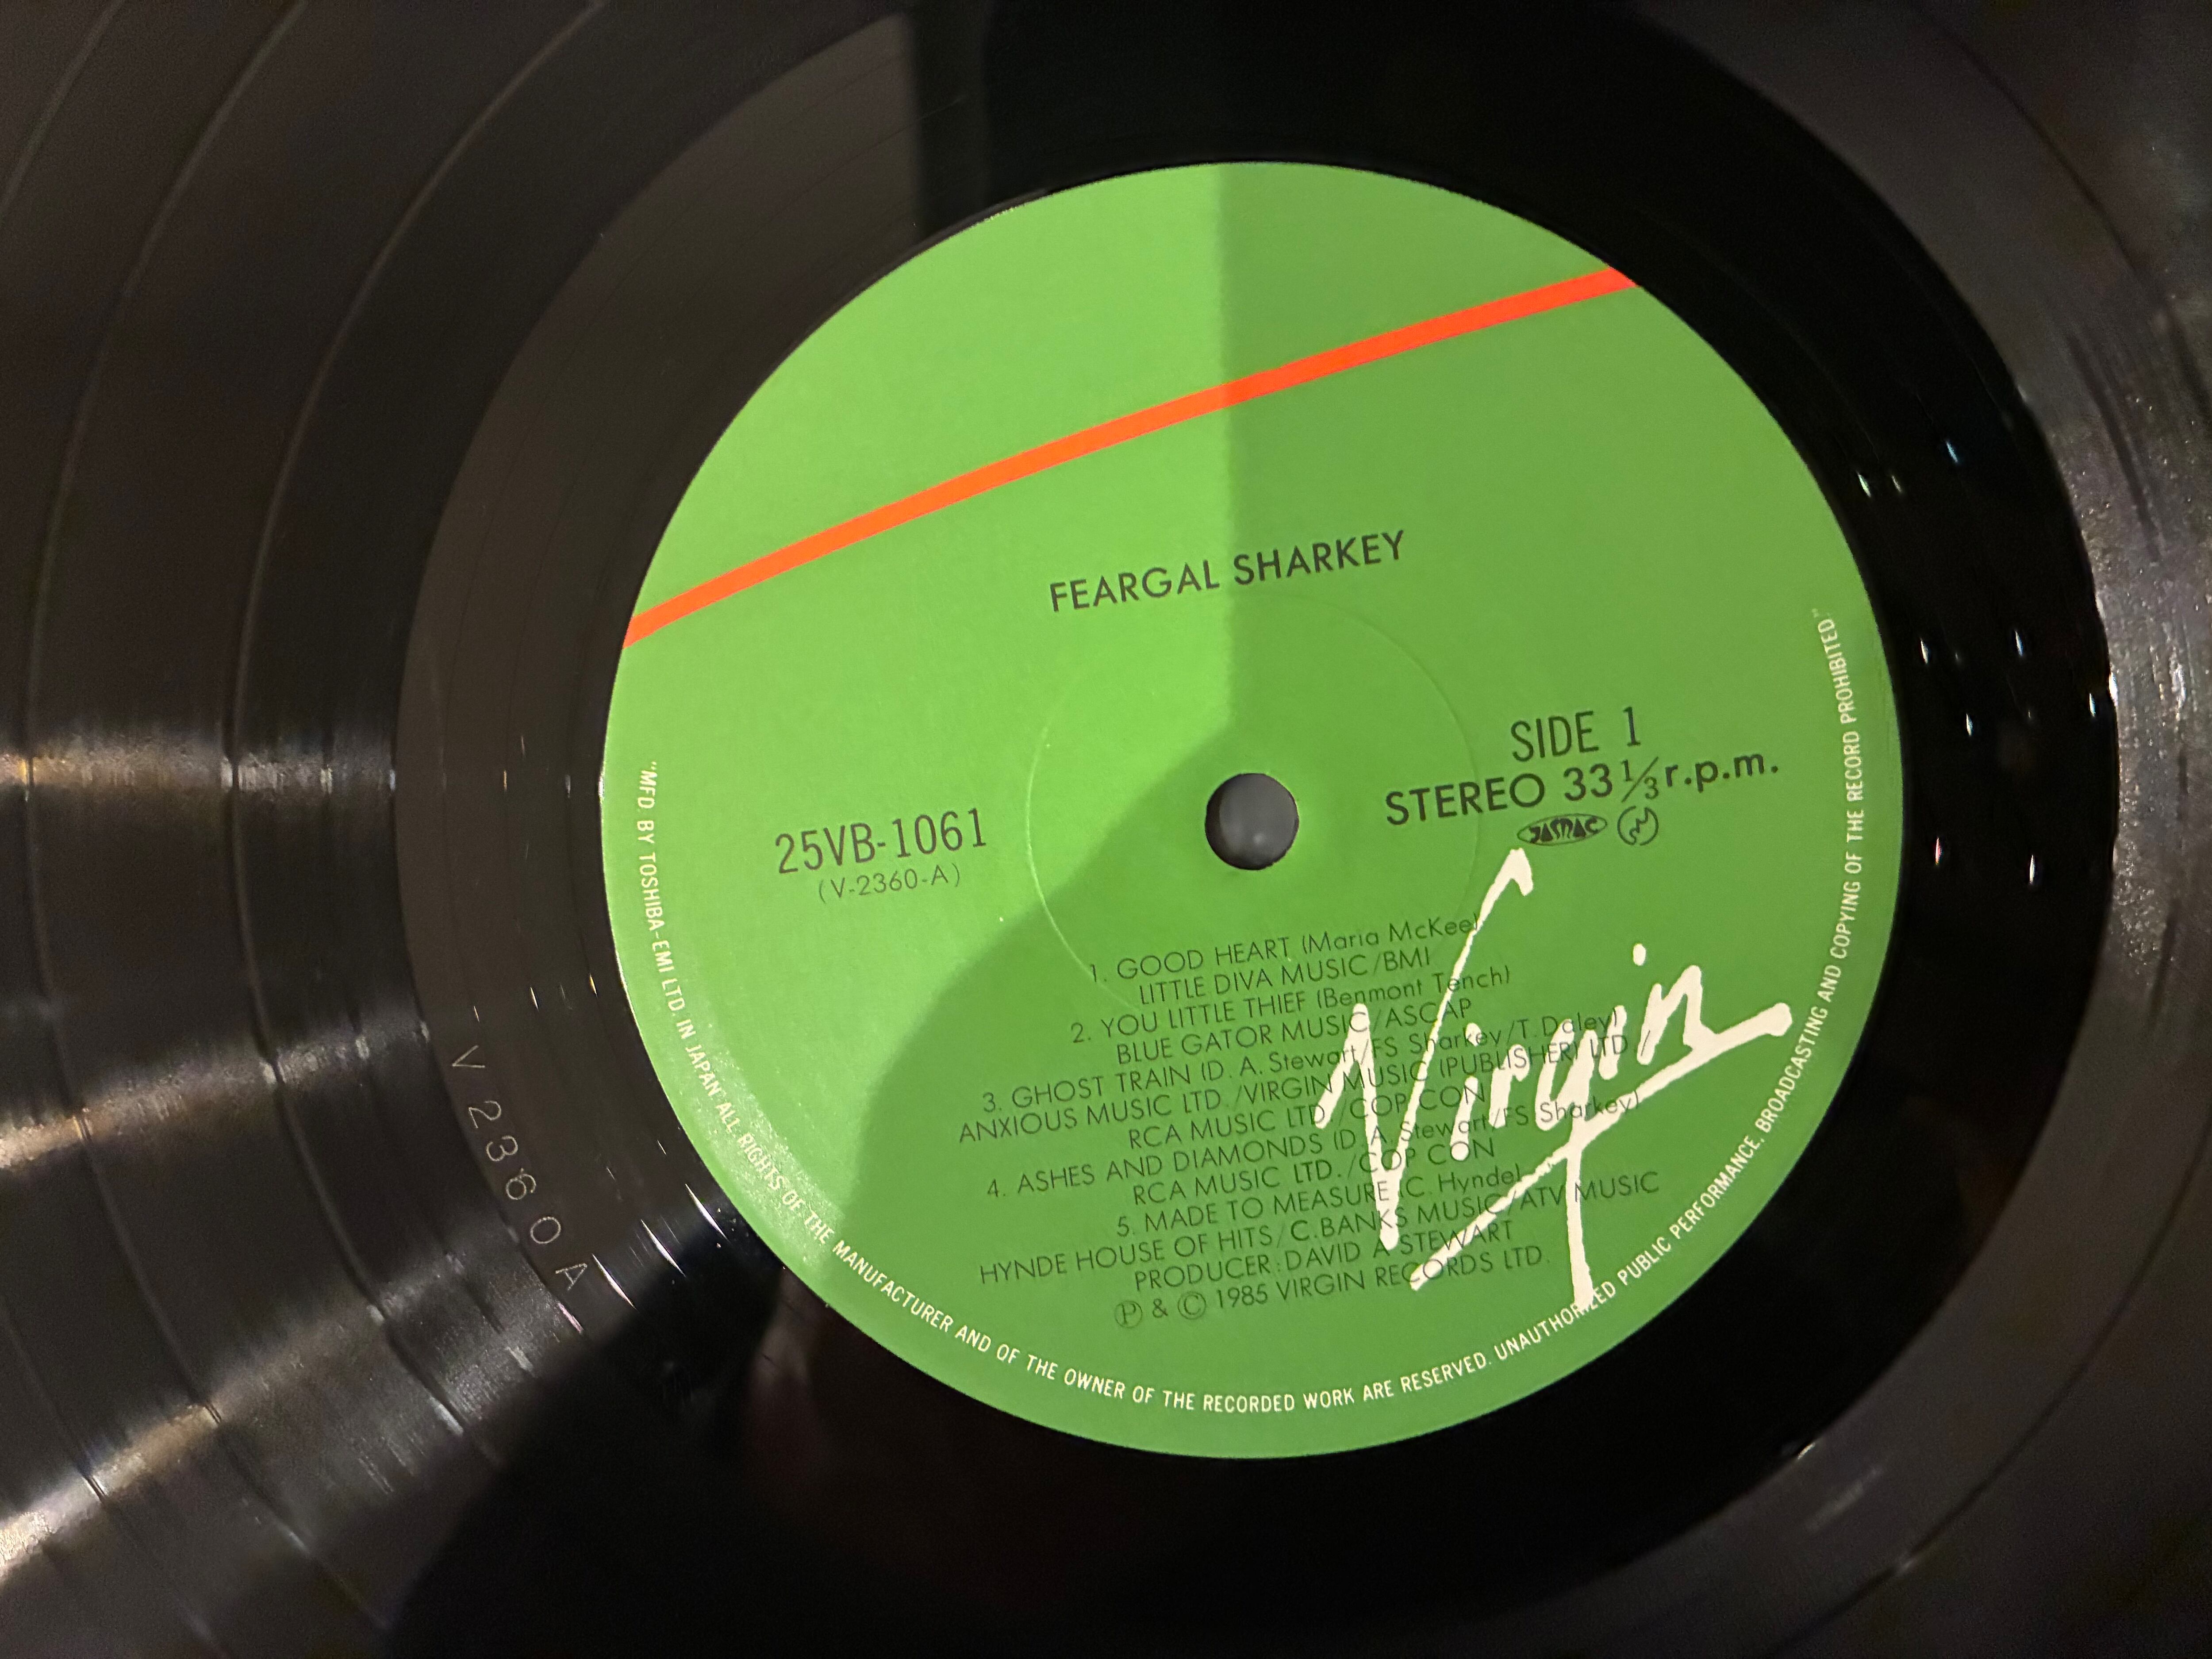 FEARGAL SHARKEY
SIDE 1
STEREO 33 1/3 r.p.m.
JASRAC
25VB-1061
(V-2360-A)
1. GOOD HEART (Maria McKee)
LITTLE DIVA MUSIC/BMI
2. YOU LITTLE THIEF (Benmont Tench)
BLUE GATOR MUSIC/ASCAP
3. GHOST TRAIN (D. A. Stewart/FS Sharkey/T. Daley)
ANXIOUS MUSIC LTD./VIRGIN MUSIC (PUBLISHER) LTD /
RCA MUSIC LTD / COP CON
4. ASHES AND DIAMONDS (D. A. Stewart/FS Sharkey)
RCA MUSIC LTD./COP CON
5. MADE TO MEASURE (C. Hynde)
HYNDE HOUSE OF HITS/C.BANKS MUSIC/ATV MUSIC
PRODUCER:DAVID A STEWART
Ⓟ & © 1985 VIRGIN RECORDS LTD.
Virgin
"MFD. BY TOSHIBA-EMI LTD. IN JAPAN. ALL RIGHTS OF THE MANUFACTURER AND OF THE OWNER OF THE RECORDED WORK ARE RESERVED. UNAUTHORIZED PUBLIC PERFORMANCE, BROADCASTING AND COPYING OF THE RECORD PROHIBITED."
V 2360 A